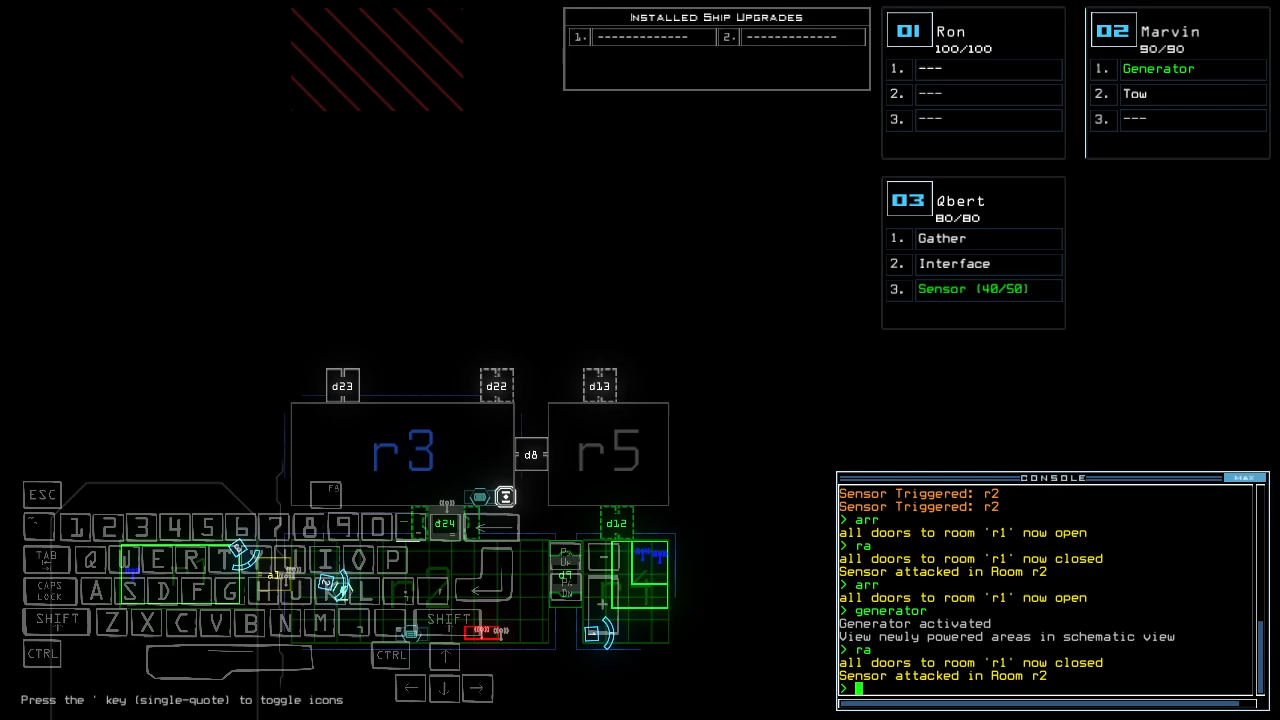 Installed Ship Upgrades
1. ------------- 2. -------------
01 Ron
100/100
1. ---
2. ---
3. ---
02 Marvin
90/90
1. Generator
2. Tow
3. ---
03 Qbert
80/80
1. Gather
2. Interface
3. Sensor (40/50)
d23
d22
d13
r3
d8
r5
d24
d12
d9
ESC
F9
~ 1 2 3 4 5 6 7 8 9 0 -
TAB Q W E R T I O P
CAPS LOCK A S D F G H L ;
SHIFT Z X C V B N M , SHIFT
CTRL CTRL
CONSOLE
MAX
Sensor Triggered: r2
Sensor Triggered: r2
> arr
all doors to room 'r1' now open
> ra
all doors to room 'r1' now closed
Sensor attacked in Room r2
> arr
all doors to room 'r1' now open
> generator
Generator activated
View newly powered areas in schematic view
> ra
all doors to room 'r1' now closed
Sensor attacked in Room r2
>
Press the ' key (single-quote) to toggle icons